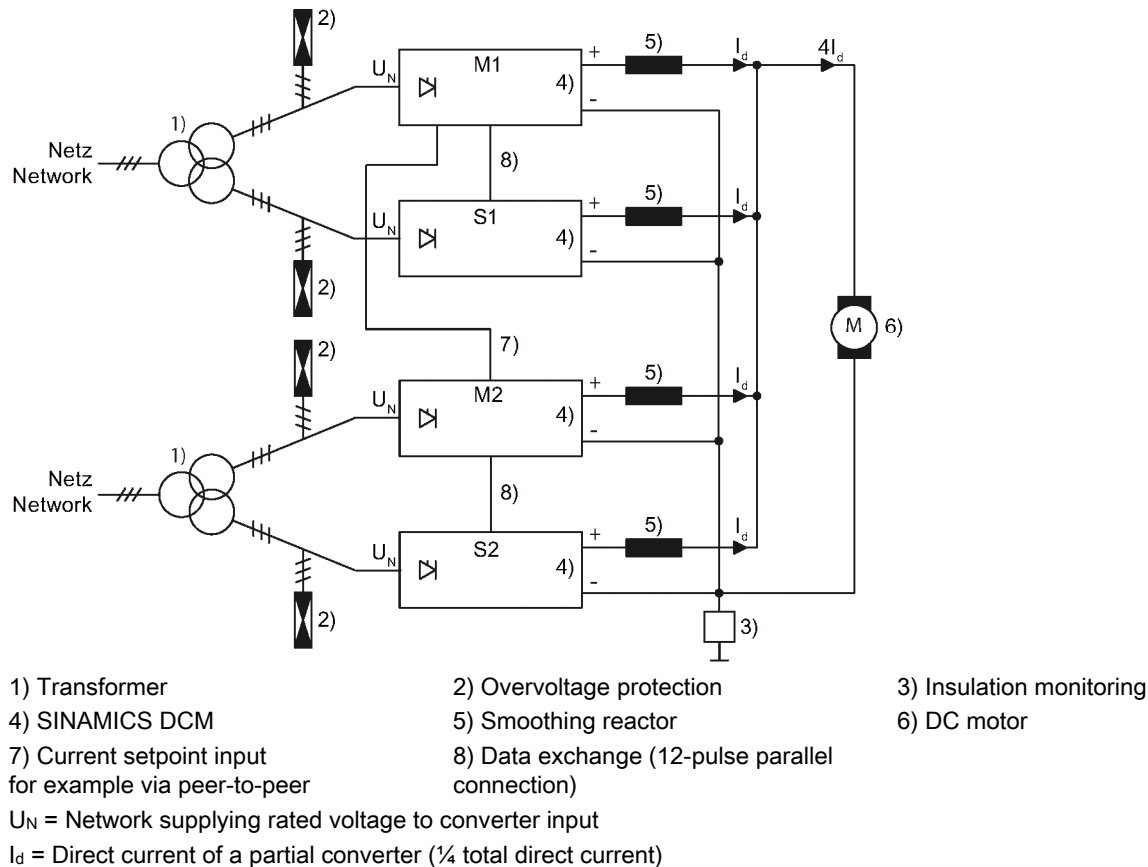 2)
U_N M1 + 5) I_d 4I_d
4)
-
1)
Netz
Network
8)
U_N S1 + 5) I_d
4)
-
2)
M 6)
7)
2)
U_N M2 + 5) I_d
4)
-
1)
Netz
Network
8)
U_N S2 + 5) I_d
4)
-
2)
3)
1) Transformer 2) Overvoltage protection 3) Insulation monitoring
4) SINAMICS DCM 5) Smoothing reactor 6) DC motor
7) Current setpoint input 8) Data exchange (12-pulse parallel
for example via peer-to-peer connection)
U_N = Network supplying rated voltage to converter input
I_d = Direct current of a partial converter (¼ total direct current)